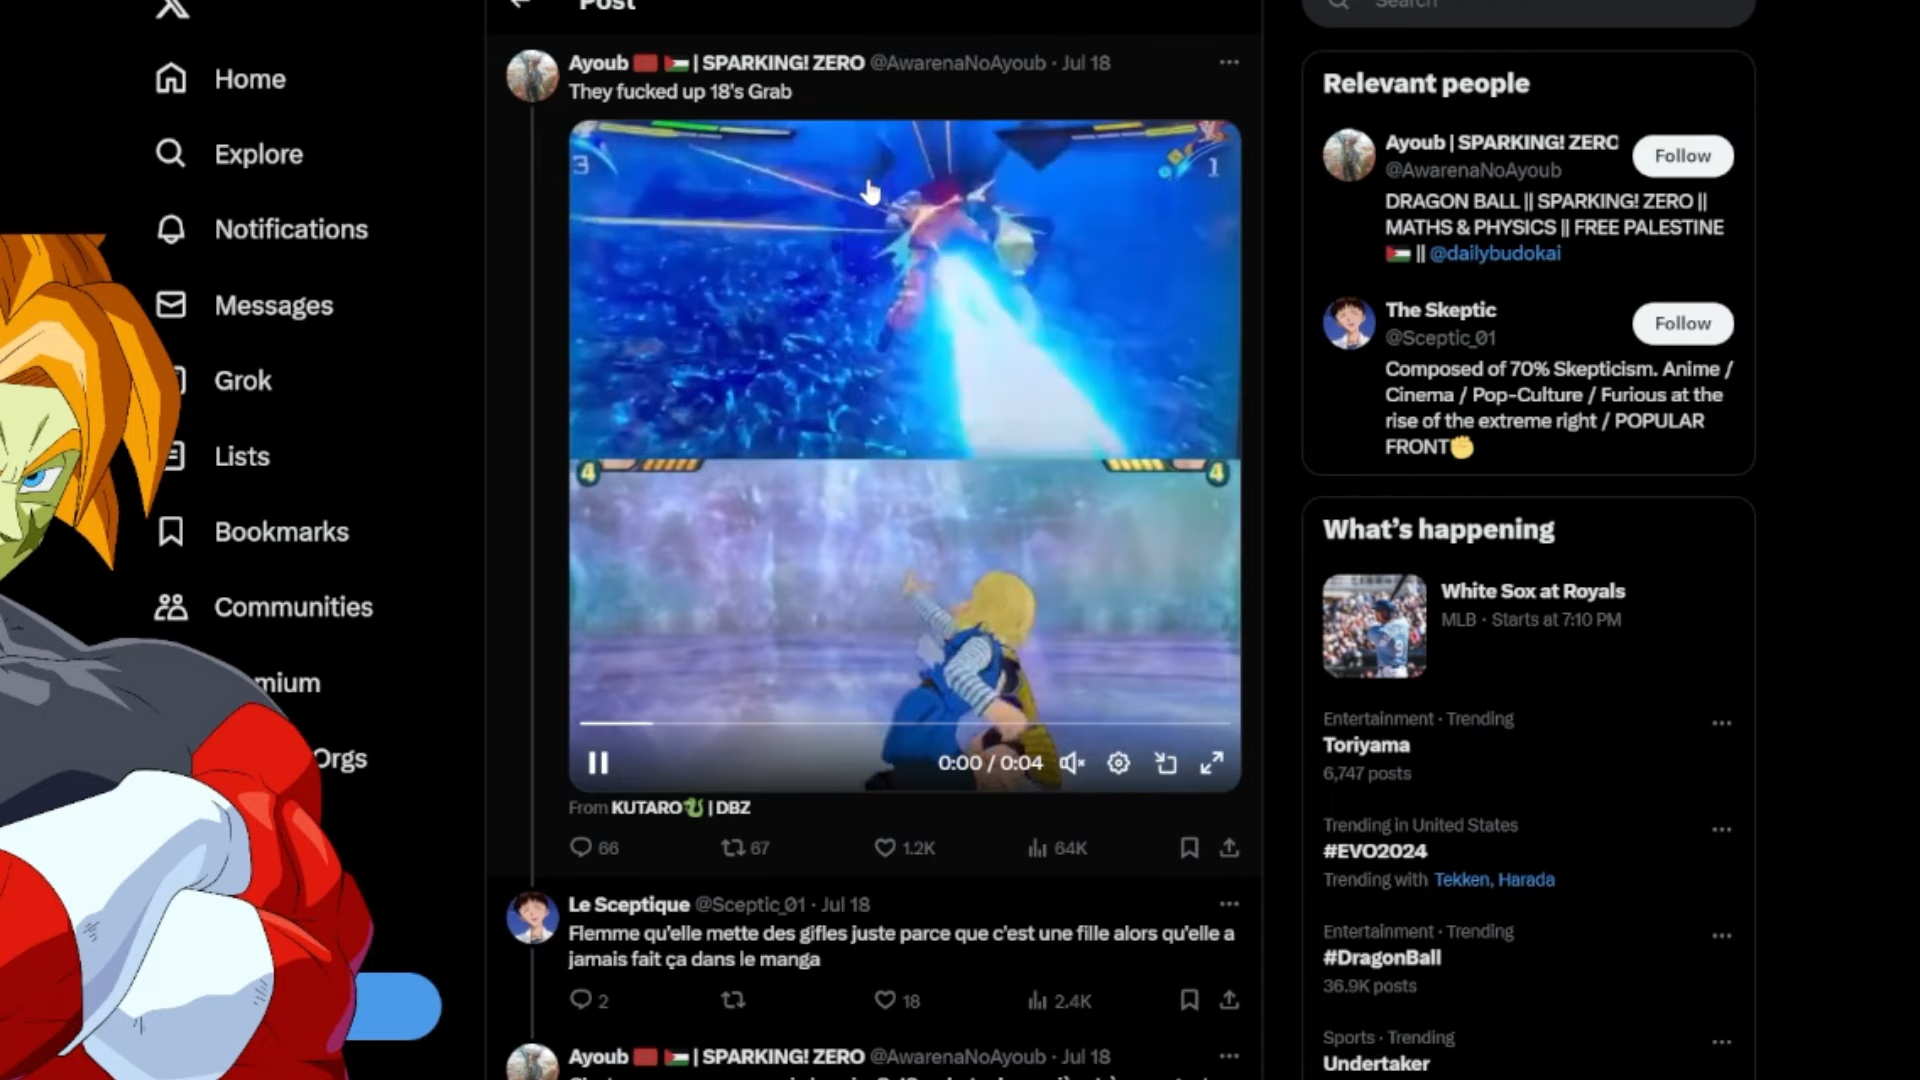 Post
Search
Home
Explore
Notifications
Messages
Grok
Lists
Bookmarks
Communities
mium
Orgs
Ayoub | SPARKING! ZERO @AwarenaNoAyoub · Jul 18
They fucked up 18's Grab
3
1
4
4
0:00 / 0:04
From KUTARO | DBZ
66
67
1.2K
64K
Le Sceptique @Sceptic_01 · Jul 18
Flemme qu'elle mette des gifles juste parce que c'est une fille alors qu'elle a
jamais fait ça dans le manga
2
18
2.4K
Ayoub | SPARKING! ZERO @AwarenaNoAyoub · Jul 18
Relevant people
Ayoub | SPARKING! ZERO
Follow
@AwarenaNoAyoub
DRAGON BALL || SPARKING! ZERO ||
MATHS & PHYSICS || FREE PALESTINE
|| @dailybudokai
The Skeptic
Follow
@Sceptic_01
Composed of 70% Skepticism. Anime /
Cinema / Pop-Culture / Furious at the
rise of the extreme right / POPULAR
FRONT
What's happening
White Sox at Royals
MLB · Starts at 7:10 PM
Entertainment · Trending
Toriyama
6,747 posts
Trending in United States
#EVO2024
Trending with Tekken, Harada
Entertainment · Trending
#DragonBall
36.9K posts
Sports · Trending
Undertaker